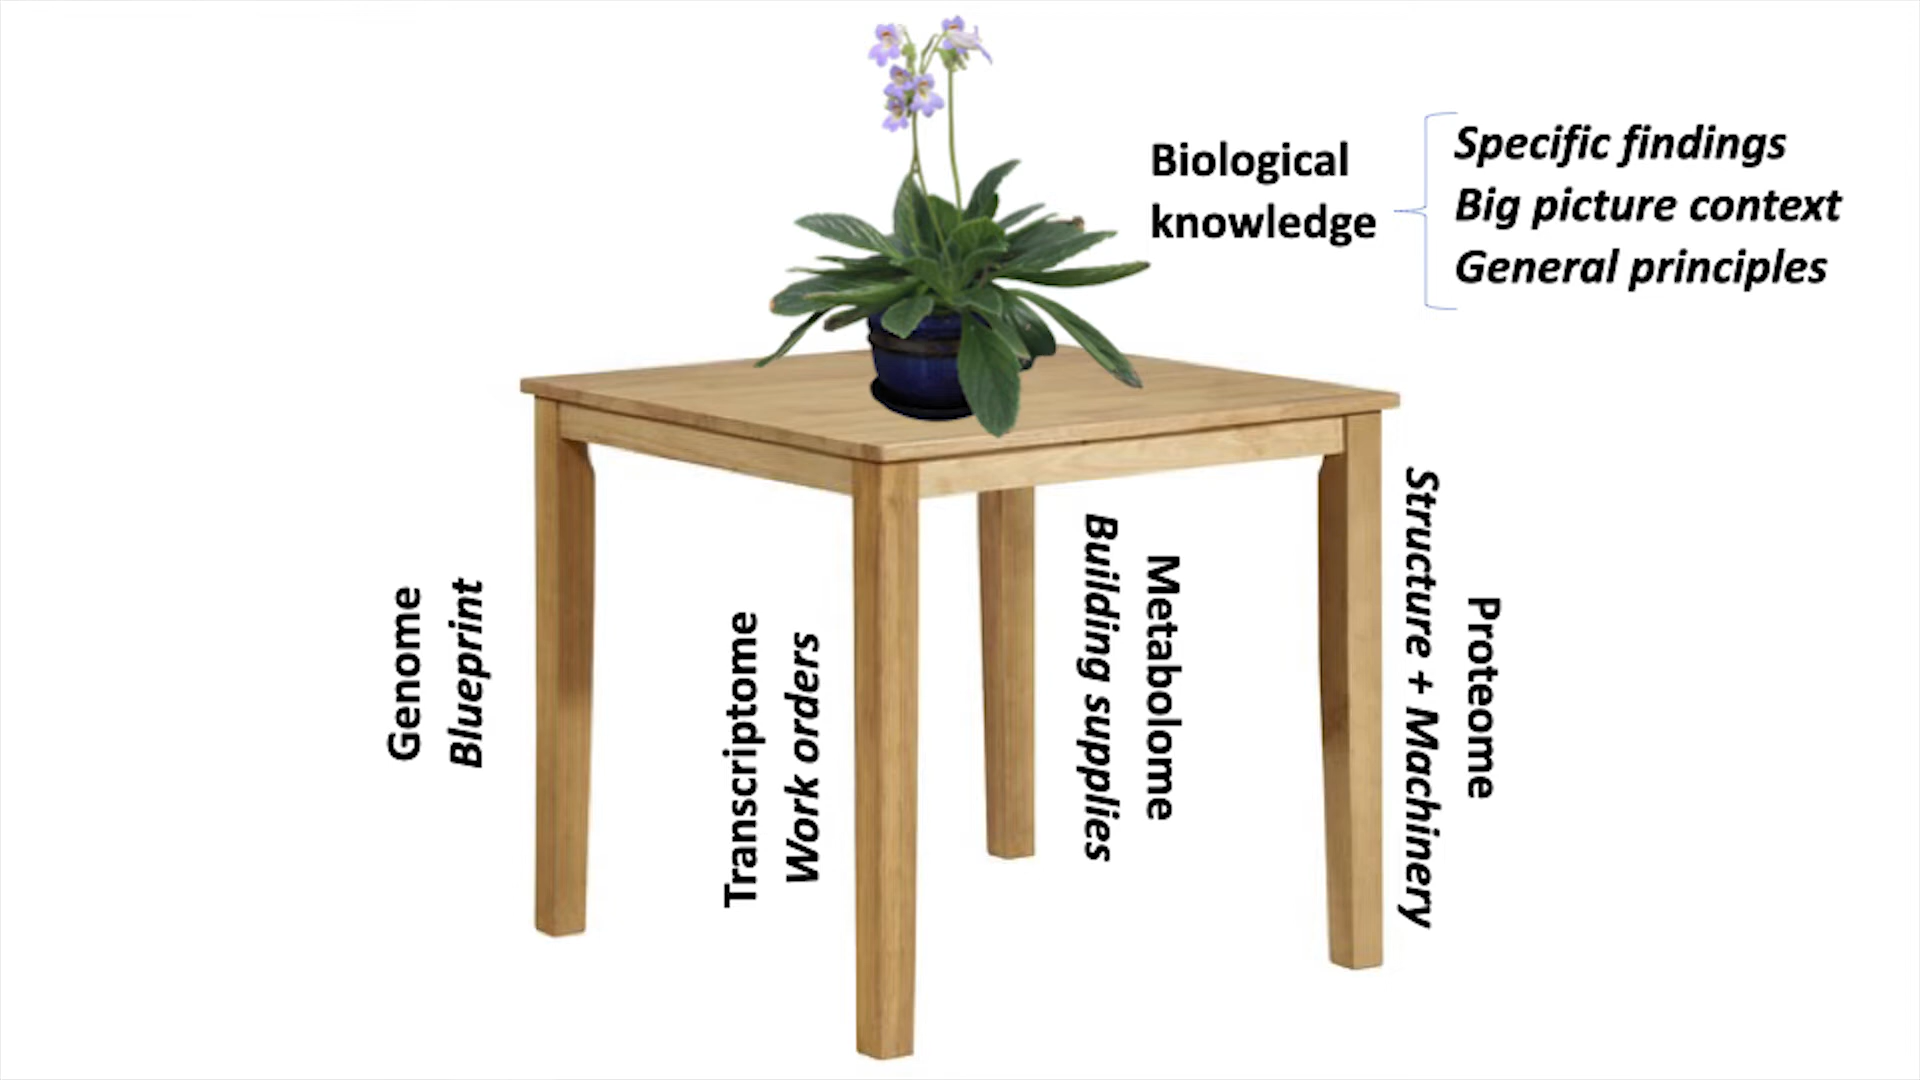 Biological
knowledge
Specific findings
Big picture context
General principles
Genome
Blueprint
Transcriptome
Work orders
Metabolome
Building supplies
Proteome
Structure + Machinery